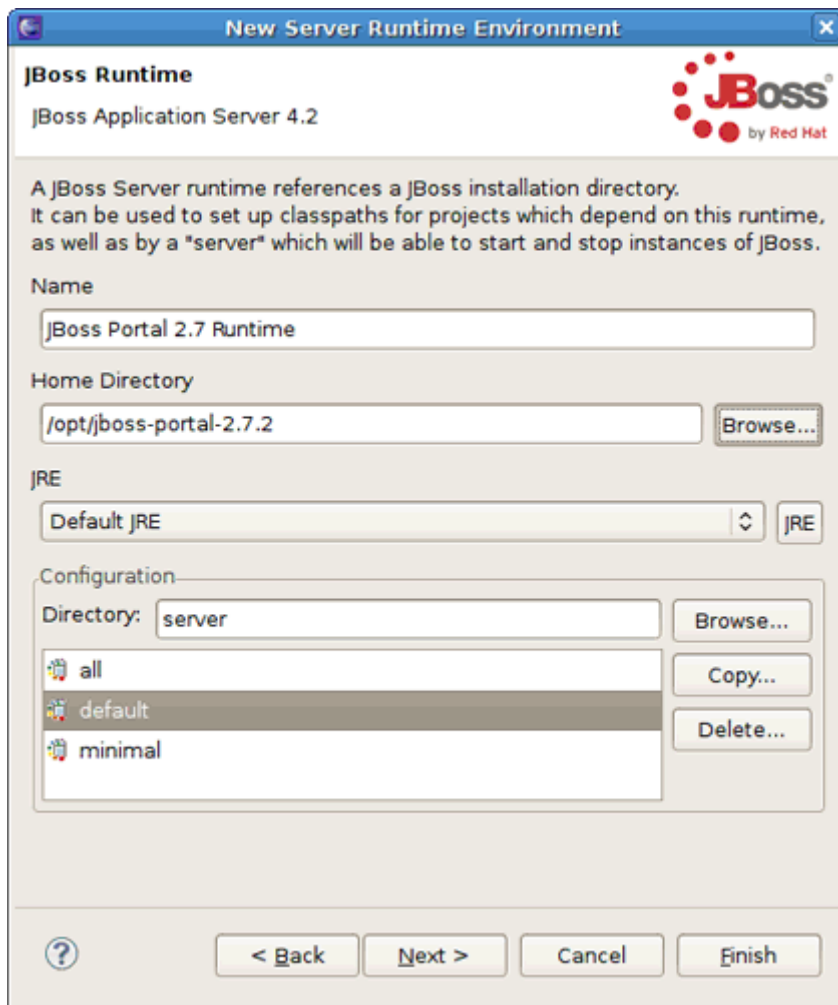 New Server Runtime Environment
JBoss Runtime
JBoss Application Server 4.2
JBoss®
by Red Hat
A JBoss Server runtime references a JBoss installation directory.
It can be used to set up classpaths for projects which depend on this runtime,
as well as by a "server" which will be able to start and stop instances of JBoss.
Name
JBoss Portal 2.7 Runtime
Home Directory
/opt/jboss-portal-2.7.2 Browse...
JRE
Default JRE JRE
Configuration
Directory: server Browse...
all Copy...
default
Delete...
minimal
? < Back Next > Cancel Finish